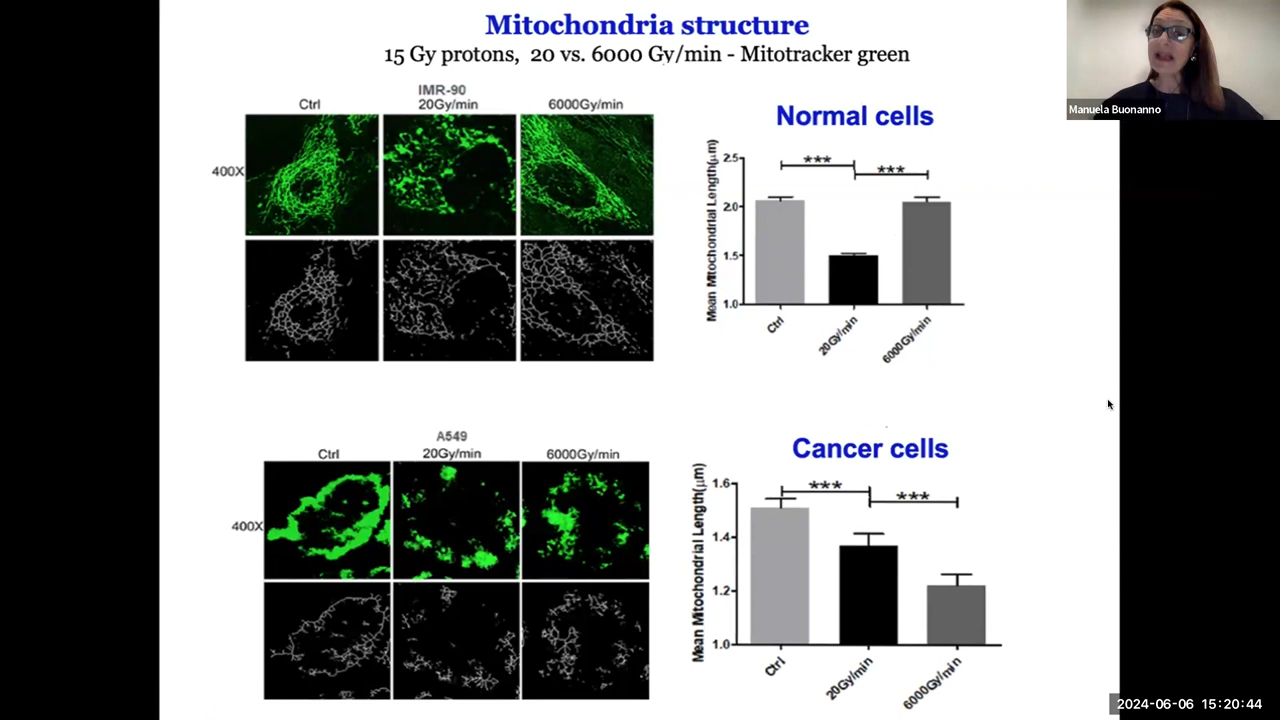 Mitochondria structure
15 Gy protons, 20 vs. 6000 Gy/min - Mitotracker green
Manuela Buonanno
IMR-90
Ctrl
20Gy/min
6000Gy/min
400X
Normal cells
Mean Mitochondrial Length(μm)
2.5
2.0
1.5
1.0
***
***
Ctrl
20Gy/min
6000Gy/min
A549
Ctrl
20Gy/min
6000Gy/min
400X
Cancer cells
Mean Mitochondrial Length(μm)
1.6
1.4
1.2
1.0
***
***
Ctrl
20Gy/min
6000Gy/min
2024-06-06 15:20:44